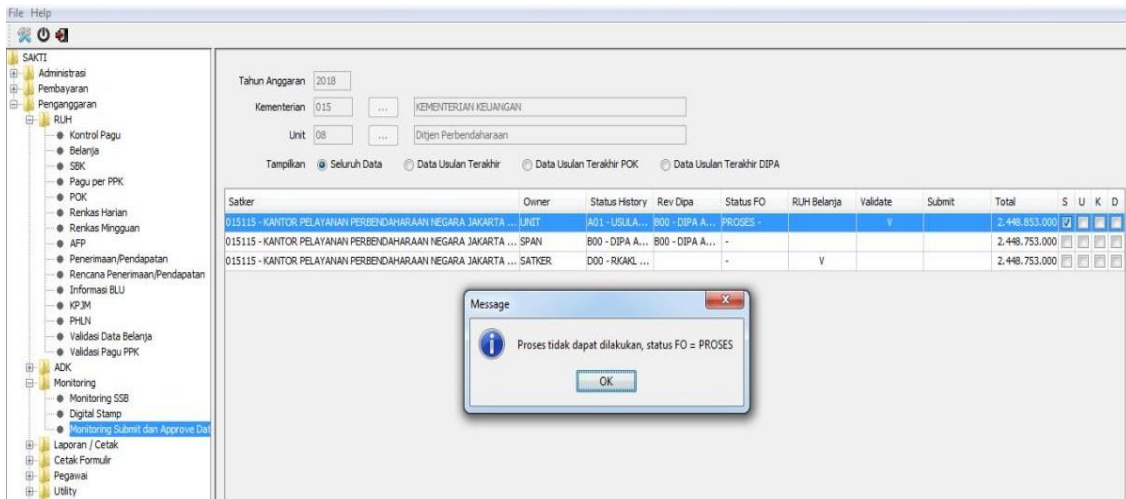 File Help
SAKTI
Administrasi
Pembayaran
Penganggaran
RUH
Kontrol Pagu
Belanja
SBK
Pagu per PPK
POK
Renkas Harian
Renkas Mingguan
AFP
Penerimaan/Pendapatan
Rencana Penerimaan/Pendapatan
Informasi BLU
KPJM
PHLN
Validasi Data Belanja
Validasi Pagu PPK
ADK
Monitoring
Monitoring SSB
Digital Stamp
Monitoring Submit dan Approve Dat
Laporan / Cetak
Cetak Formulir
Pegawai
Utility
Tahun Anggaran 2018
Kementerian 015 ... KEMENTERIAN KEUANGAN
Unit 08 ... Ditjen Perbendaharaan
Tampilkan Seluruh Data Data Usulan Terakhir Data Usulan Terakhir POK Data Usulan Terakhir DIPA
Satker Owner Status History Rev Dipa Status FO RUH Belanja Validate Submit Total S U K D
015115 - KANTOR PELAYANAN PERBENDAHARAAN NEGARA JAKARTA ... UNIT A01 - USULA... B00 - DIPA A... PROSES - V 2.448.853.000
015115 - KANTOR PELAYANAN PERBENDAHARAAN NEGARA JAKARTA ... SPAN B00 - DIPA A... B00 - DIPA A... - 2.448.753.000
015115 - KANTOR PELAYANAN PERBENDAHARAAN NEGARA JAKARTA ... SATKER D00 - RKAKL ... - V 2.448.753.000
Message
Proses tidak dapat dilakukan, status FO = PROSES
OK